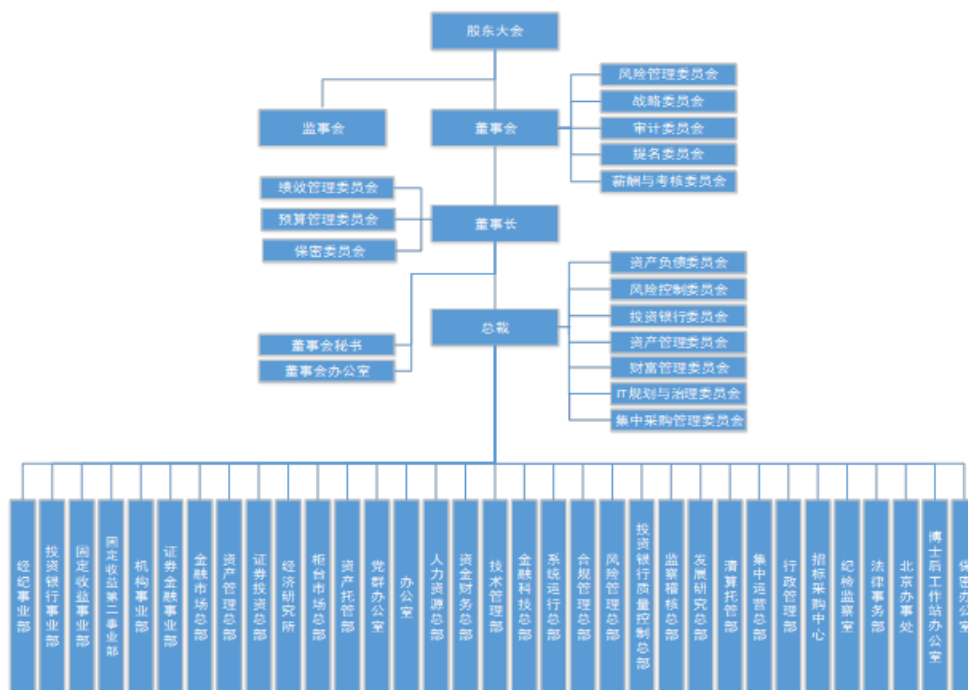 股东大会
监事会
董事会
风险管理委员会
战略委员会
审计委员会
提名委员会
薪酬与考核委员会
绩效管理委员会
预算管理委员会
保密委员会
董事长
董事会秘书
董事会办公室
总裁
资产负债委员会
风险控制委员会
投资银行委员会
资产管理委员会
财富管理委员会
IT规划与治理委员会
集中采购管理委员会
经纪事业部
投资银行事业部
固定收益事业部
固定收益第二事业部
机构事业部
证券金融事业部
金融市场总部
资产管理总部
证券投资总部
经济研究所
柜台市场总部
资产托管部
党群办公室
办公室
人力资源总部
资金财务总部
技术管理部
金融科技总部
系统运行总部
合规管理总部
风险管理总部
投资银行质量控制总部
监察稽核总部
发展研究总部
清算托管部
集中运营总部
行政管理部
招标采购中心
纪检监察室
法律事务部
北京办事处
博士后工作站办公室
保密办公室